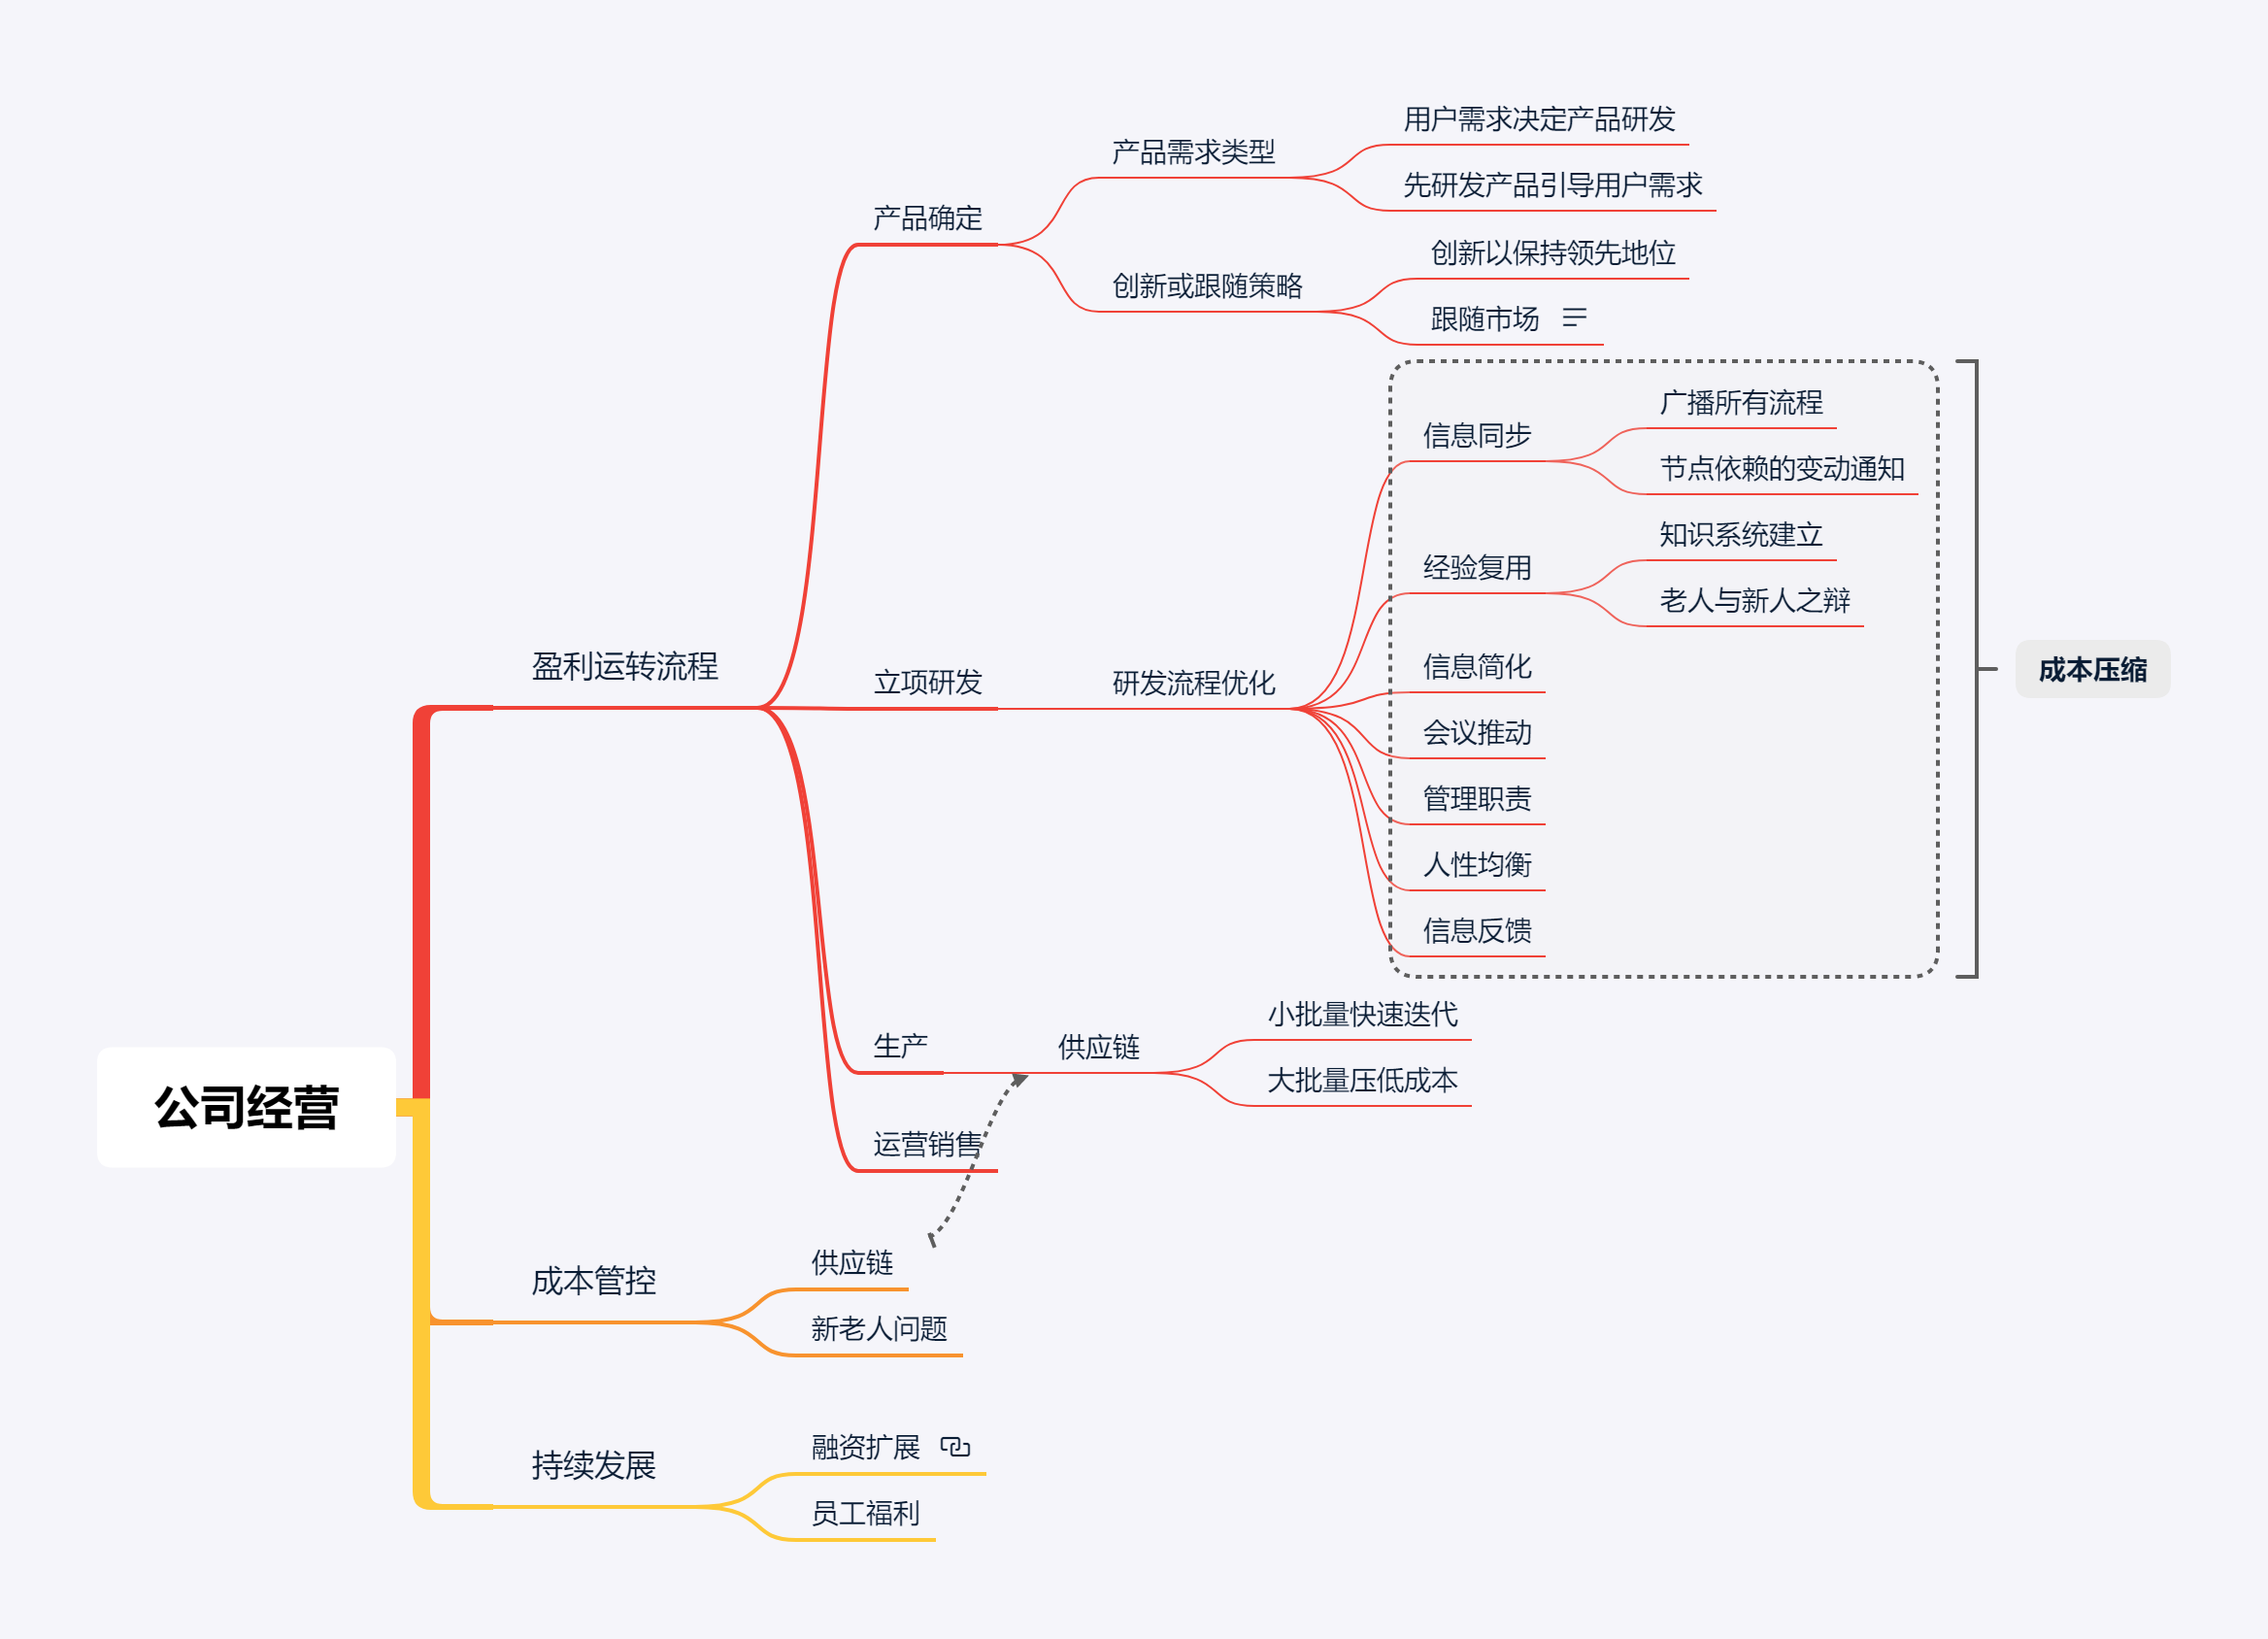 公司经营
盈利运转流程
产品确定
产品需求类型
用户需求决定产品研发
先研发产品引导用户需求
创新或跟随策略
创新以保持领先地位
跟随市场
立项研发
研发流程优化
信息同步
广播所有流程
节点依赖的变动通知
经验复用
知识系统建立
老人与新人之辩
信息简化
会议推动
管理职责
人性均衡
信息反馈
成本压缩
生产
供应链
小批量快速迭代
大批量压低成本
运营销售
成本管控
供应链
新老人问题
持续发展
融资扩展
员工福利